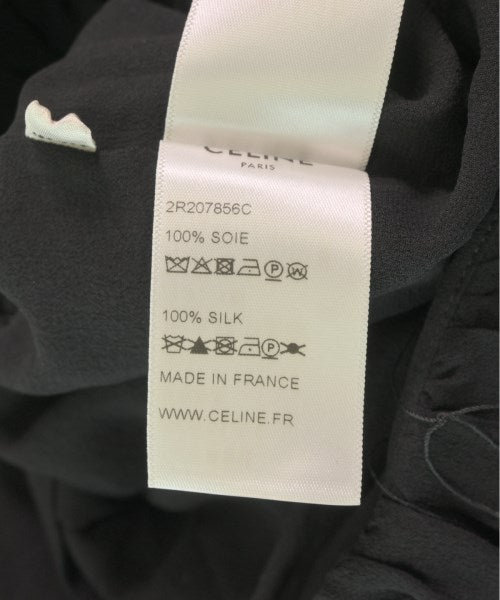 CELINE
PARIS
2R207856C
100% SOIE
P W
100% SILK
P
MADE IN FRANCE
WWW.CELINE.FR